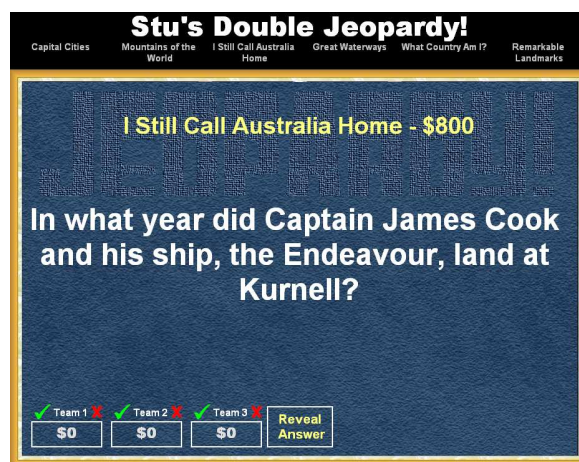 Stu's Double Jeopardy!
Capital Cities
Mountains of the World
I Still Call Australia Home
Great Waterways
What Country Am I?
Remarkable Landmarks
JEOPARDY!
I Still Call Australia Home - $800
In what year did Captain James Cook
and his ship, the Endeavour, land at
Kurnell?
Team 1
Team 2
Team 3
$0
$0
$0
Reveal
Answer